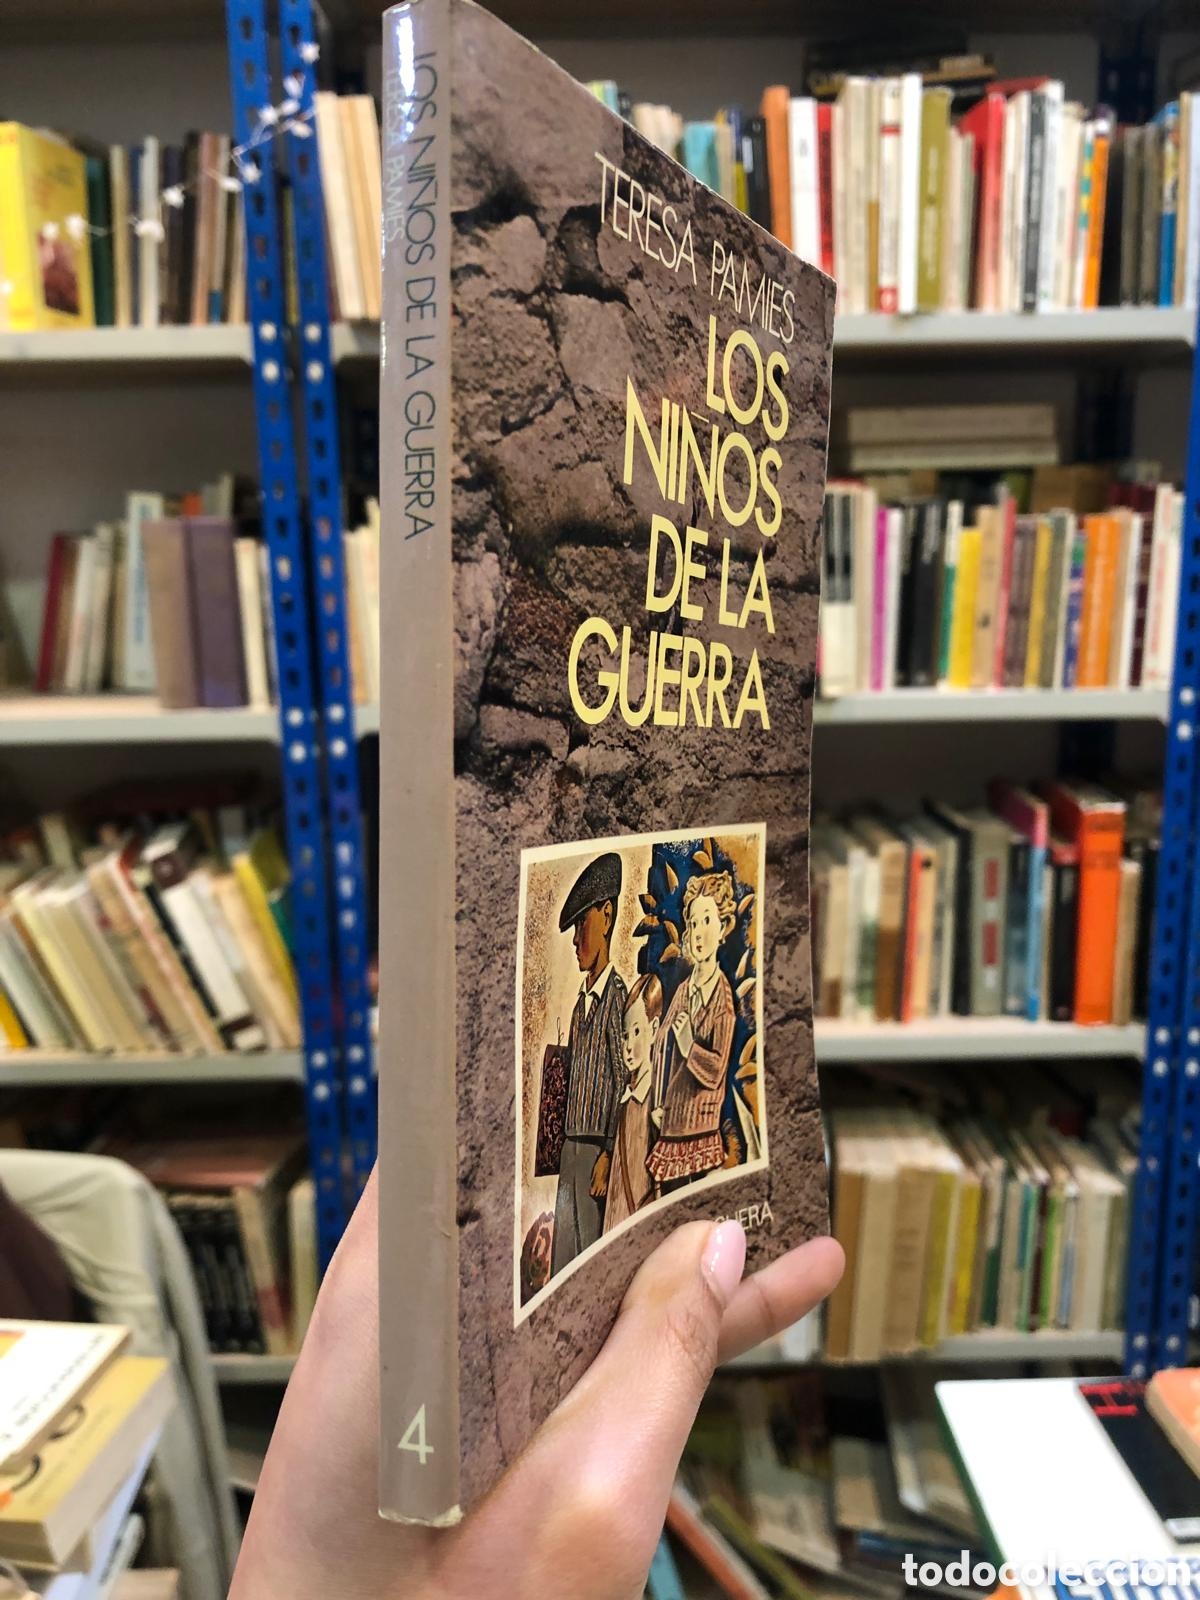 LOS NIÑOS DE LA GUERRA
TERESA PAMIES
4
TERESA PAMIES
LOS
NIÑOS
DE LA
GUERRA
todocoleccion